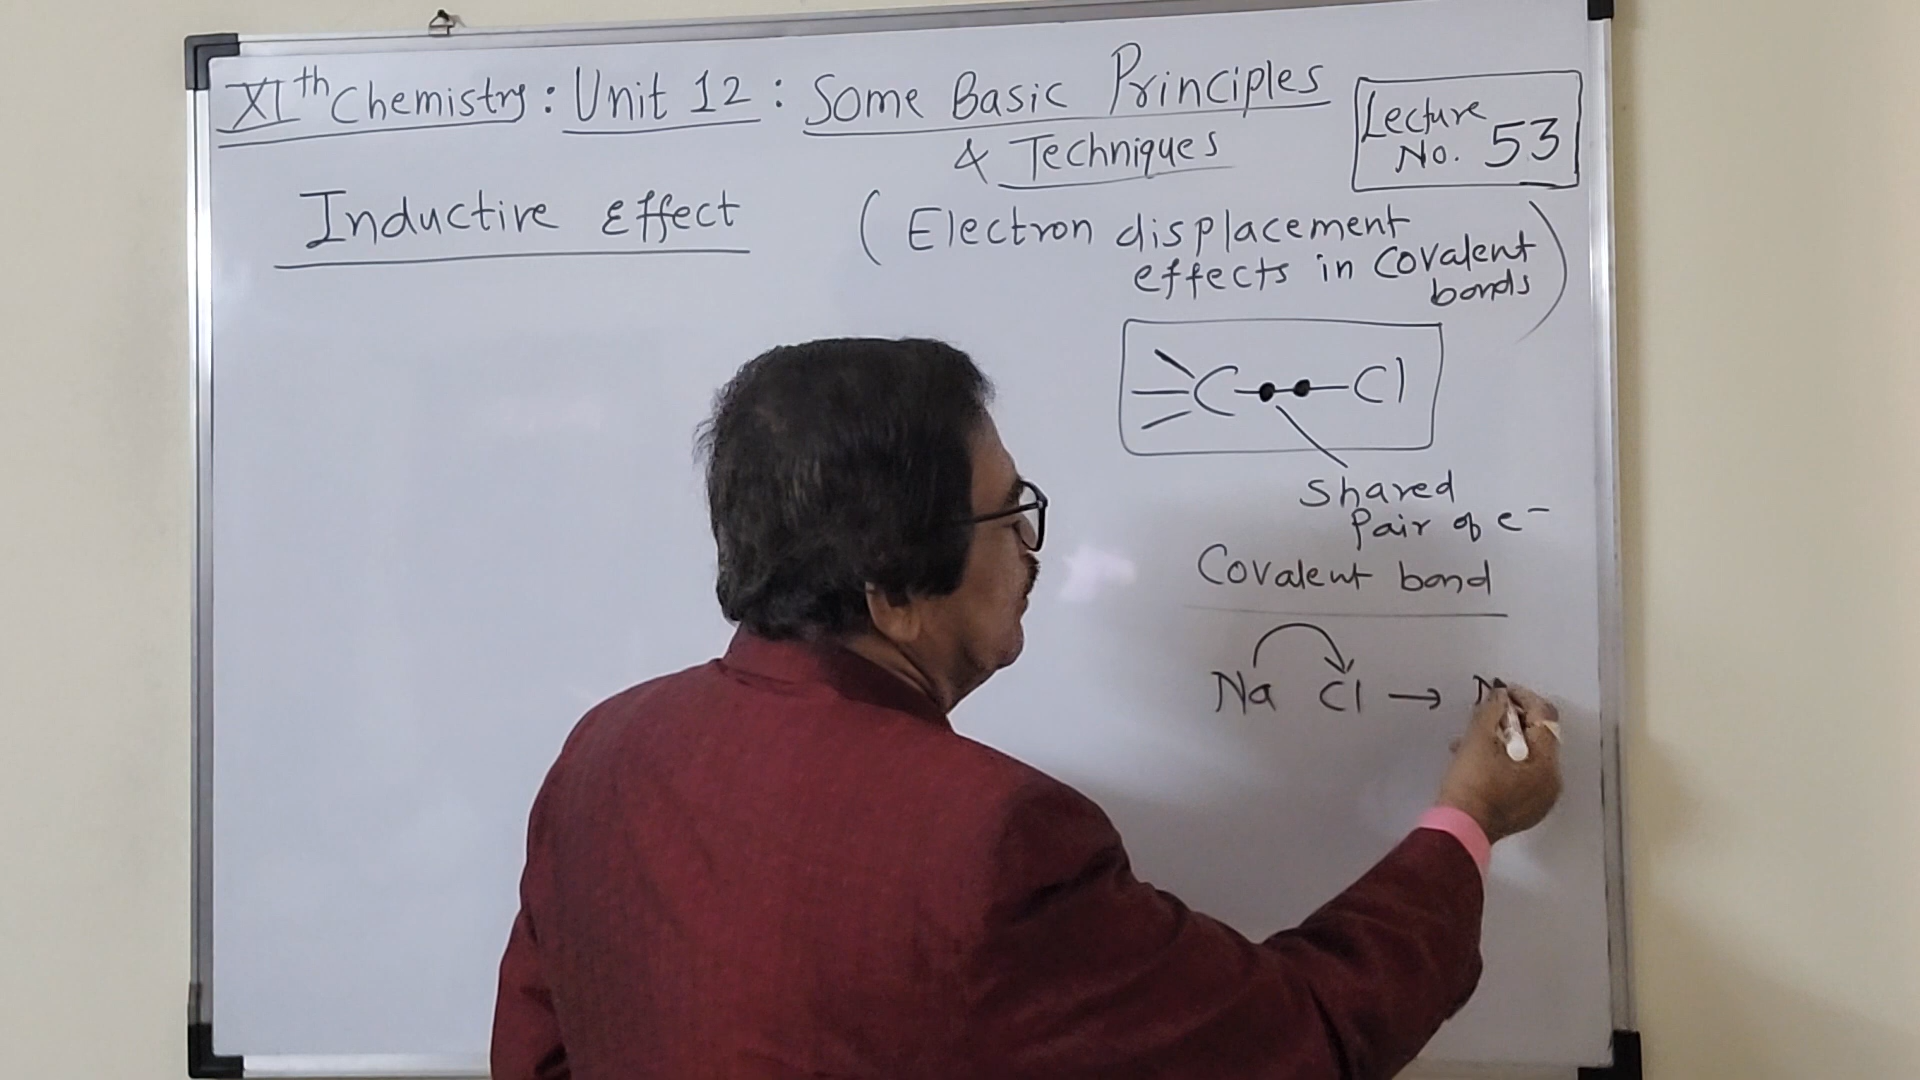 XIth Chemistry : Unit 12 : Some Basic Principles
& Techniques
Lecture
No. 53
Inductive Effect
( Electron displacement
effects in Covalent
bonds )
C Cl
Shared
Pair of e-
Covalent bond
Na Cl → N